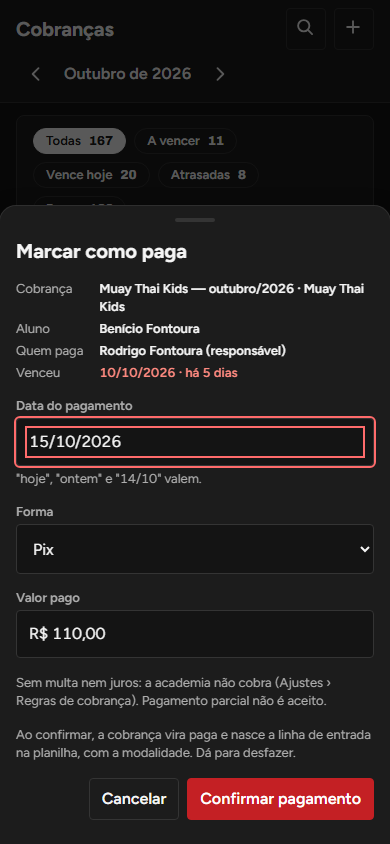 Cobranças
Outubro de 2026
Todas 167
A vencer 11
Vence hoje 20
Atrasadas 8
Marcar como paga
Cobrança Muay Thai Kids — outubro/2026 · Muay Thai
Kids
Aluno Benício Fontoura
Quem paga Rodrigo Fontoura (responsável)
Venceu 10/10/2026 · há 5 dias
Data do pagamento
15/10/2026
"hoje", "ontem" e "14/10" valem.
Forma
Pix
Valor pago
R$ 110,00
Sem multa nem juros: a academia não cobra (Ajustes ›
Regras de cobrança). Pagamento parcial não é aceito.
Ao confirmar, a cobrança vira paga e nasce a linha de entrada
na planilha, com a modalidade. Dá para desfazer.
Cancelar
Confirmar pagamento